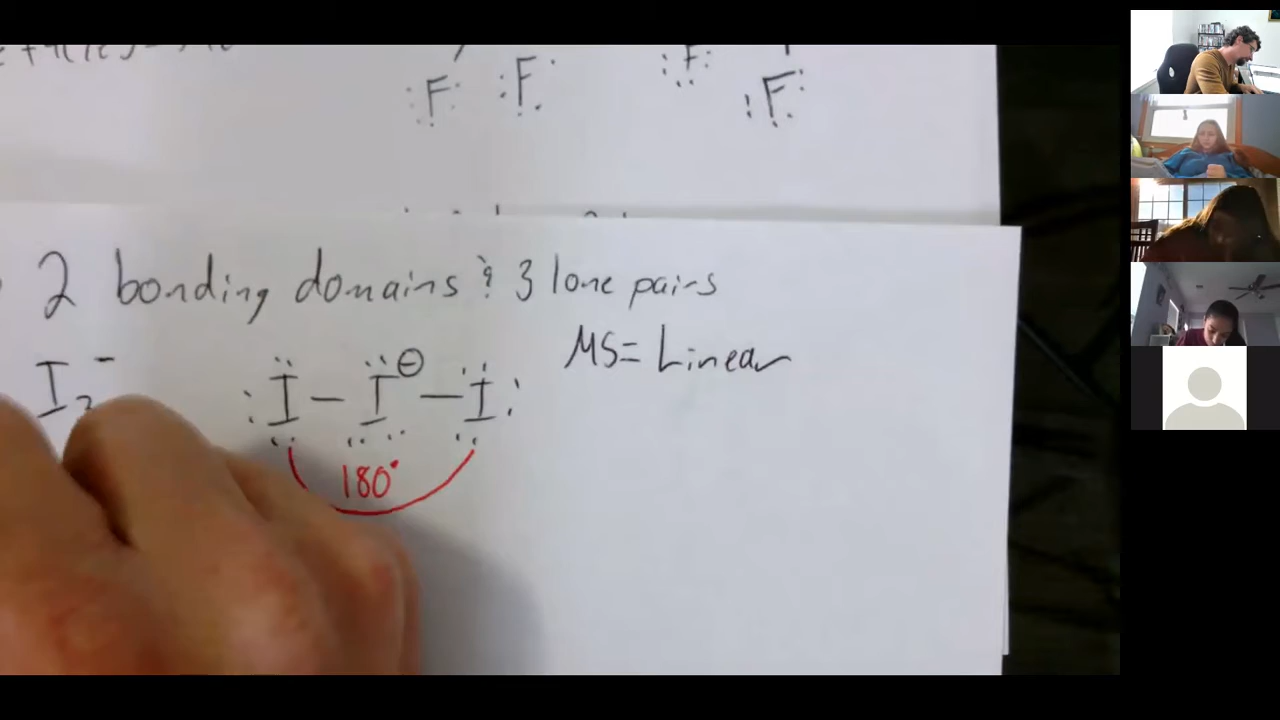 :F: :F: :F: :F:
2 bonding domains & 3 lone pairs
MS= Linear
I₃⁻
:I – I⊖ – I:
180°